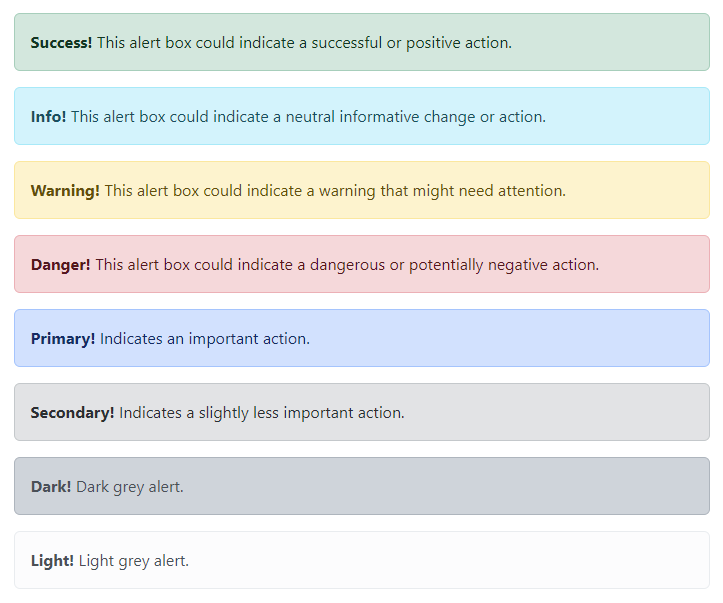 Success! This alert box could indicate a successful or positive action.
Info! This alert box could indicate a neutral informative change or action.
Warning! This alert box could indicate a warning that might need attention.
Danger! This alert box could indicate a dangerous or potentially negative action.
Primary! Indicates an important action.
Secondary! Indicates a slightly less important action.
Dark! Dark grey alert.
Light! Light grey alert.